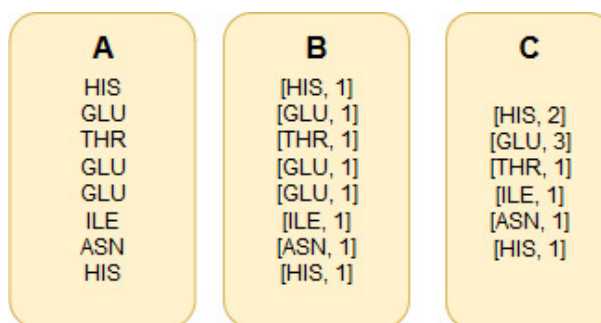 A
HIS
GLU
THR
GLU
GLU
ILE
ASN
HIS
B
[HIS, 1]
[GLU, 1]
[THR, 1]
[GLU, 1]
[GLU, 1]
[ILE, 1]
[ASN, 1]
[HIS, 1]
C
[HIS, 2]
[GLU, 3]
[THR, 1]
[ILE, 1]
[ASN, 1]
[HIS, 1]